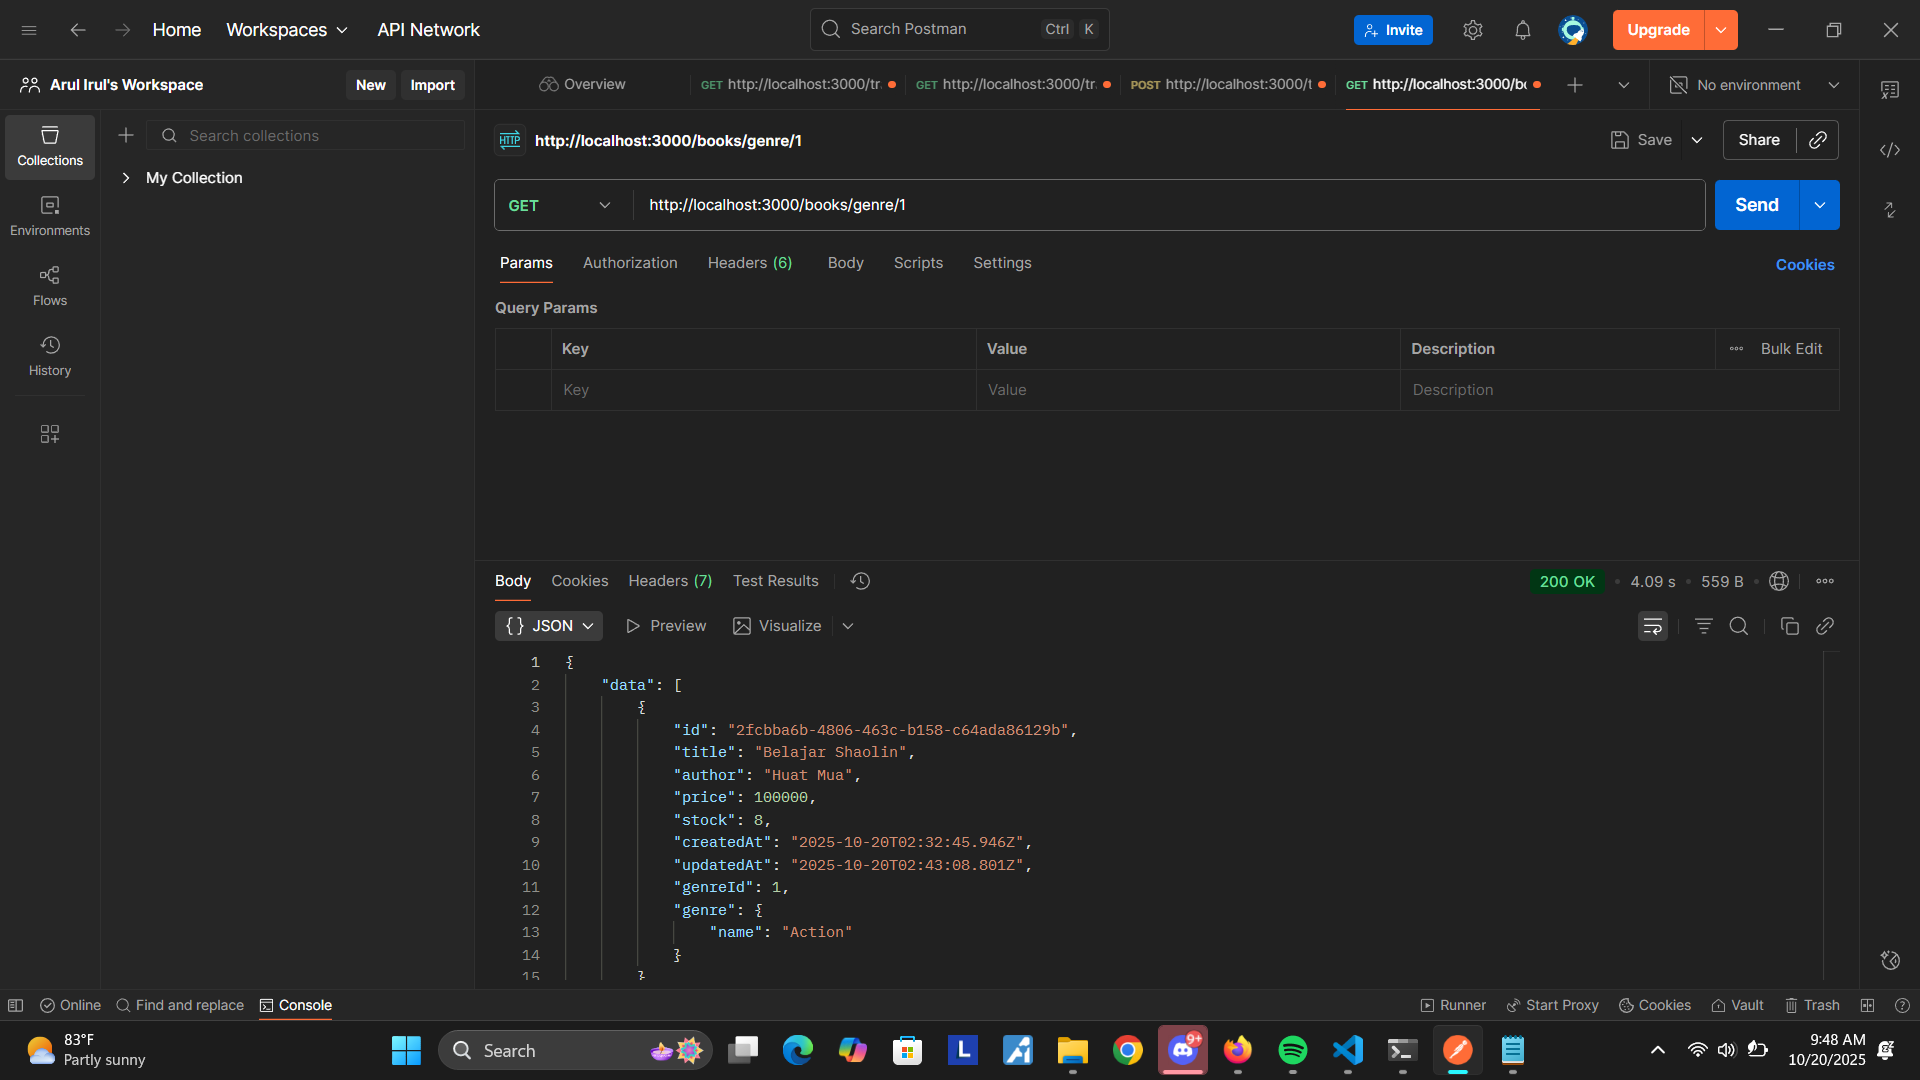 Home Workspaces API Network
Search Postman Ctrl K
Invite Upgrade
Arul Irul's Workspace New Import
Overview
GET http://localhost:3000/tr
GET http://localhost:3000/tr
POST http://localhost:3000/t
GET http://localhost:3000/b
No environment
Collections
Environments
Flows
History
Search collections
My Collection
HTTP http://localhost:3000/books/genre/1
Save Share
GET http://localhost:3000/books/genre/1 Send
Params Authorization Headers (6) Body Scripts Settings Cookies
Query Params
Key Value Description Bulk Edit
Key Value Description
Body Cookies Headers (7) Test Results 200 OK • 4.09 s • 559 B •
{} JSON Preview Visualize
1 {
2 "data": [
3 {
4 "id": "2fcbba6b-4806-463c-b158-c64ada86129b",
5 "title": "Belajar Shaolin",
6 "author": "Huat Mua",
7 "price": 100000,
8 "stock": 8,
9 "createdAt": "2025-10-20T02:32:45.946Z",
10 "updatedAt": "2025-10-20T02:43:08.801Z",
11 "genreId": 1,
12 "genre": {
13 "name": "Action"
14 }
15 }
Online Find and replace Console Runner Start Proxy Cookies Vault Trash
83°F
Partly sunny
Search
L
9+
9:48 AM
10/20/2025